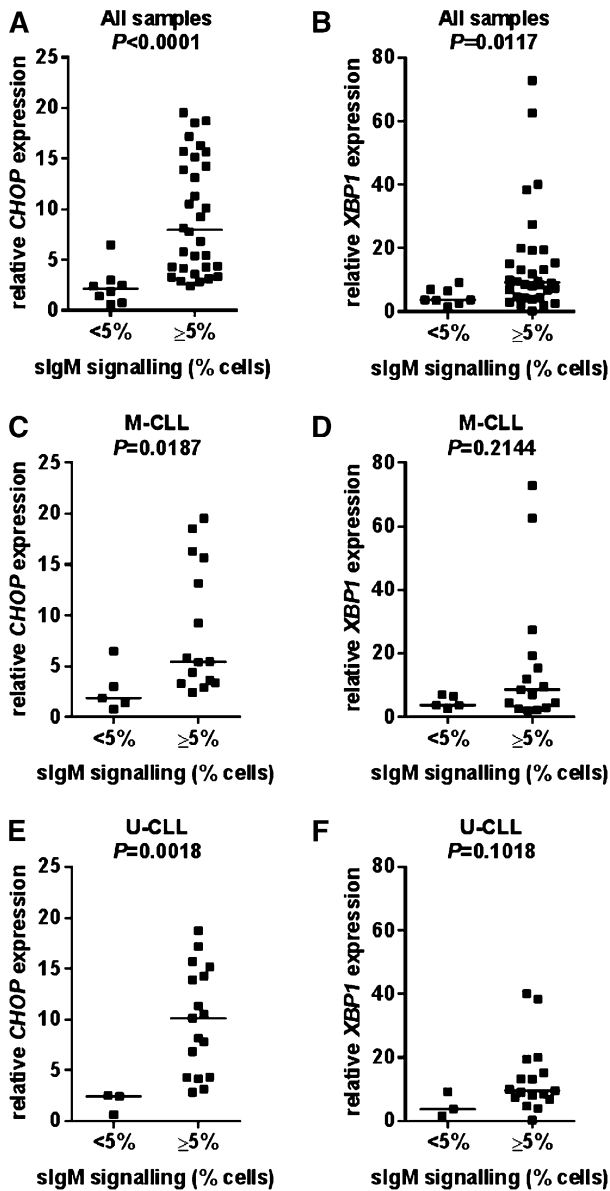 A
All samples
P<0.0001
relative CHOP expression
25
20
15
10
5
0
<5%
≥5%
sIgM signalling (% cells)
B
All samples
P=0.0117
relative XBP1 expression
80
60
40
20
0
<5%
≥5%
sIgM signalling (% cells)
C
M-CLL
P=0.0187
relative CHOP expression
25
20
15
10
5
0
<5%
≥5%
sIgM signalling (% cells)
D
M-CLL
P=0.2144
relative XBP1 expression
80
60
40
20
0
<5%
≥5%
sIgM signalling (% cells)
E
U-CLL
P=0.0018
relative CHOP expression
25
20
15
10
5
0
<5%
≥5%
sIgM signalling (% cells)
F
U-CLL
P=0.1018
relative XBP1 expression
80
60
40
20
0
<5%
≥5%
sIgM signalling (% cells)